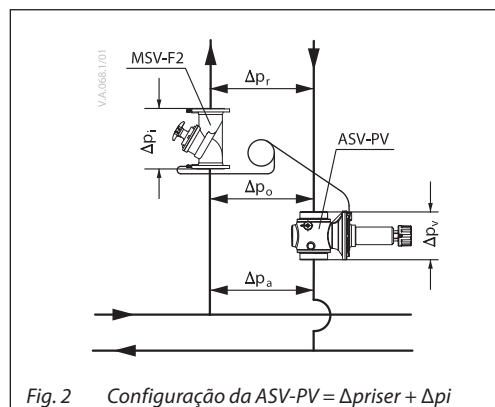 V.A.068.1/01
MSV-F2
Δpr
Δpi
ASV-PV
Δpo
Δpv
Δpa
Fig. 2 Configuração da ASV-PV = Δpriser + Δpi